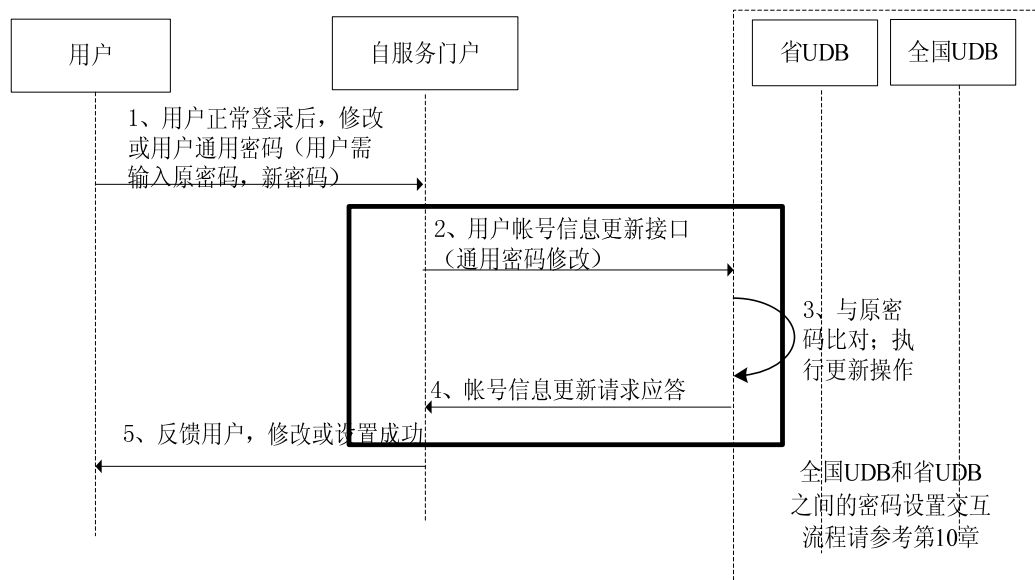 用户
自服务门户
省UDB
全国UDB
1、用户正常登录后，修改
或用户通用密码（用户需
输入原密码，新密码）
2、用户帐号信息更新接口
（通用密码修改）
3、与原密
码比对；执
行更新操作
4、帐号信息更新请求应答
5、反馈用户，修改或设置成功
全国UDB和省UDB
之间的密码设置交互
流程请参考第10章